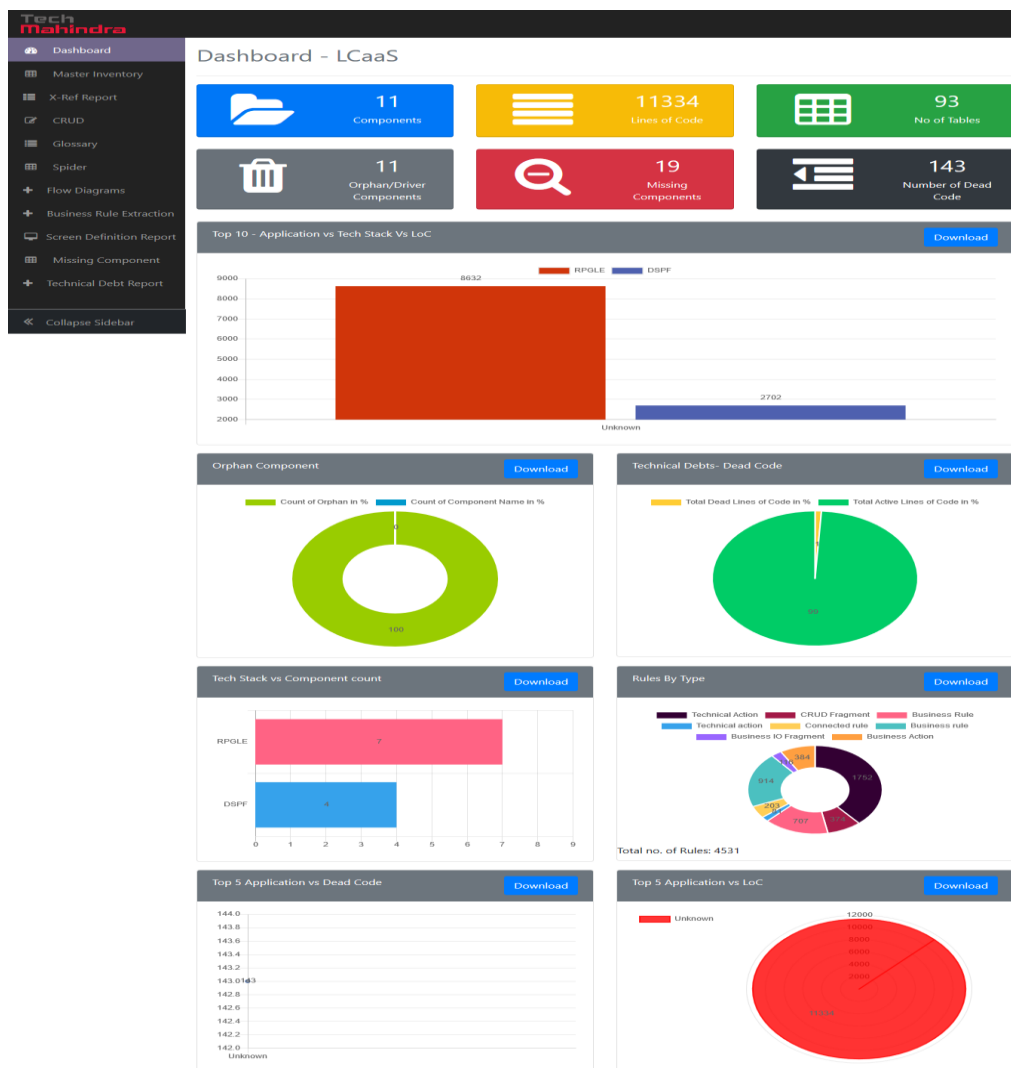 Tech
Mahindra
Dashboard
Master Inventory
X-Ref Report
CRUD
Glossary
Spider
Flow Diagrams
Business Rule Extraction
Screen Definition Report
Missing Component
Technical Debt Report
Collapse Sidebar
Dashboard - LCaaS
11
Components
11334
Lines of Code
93
No of Tables
11
Orphan/Driver
Components
19
Missing
Components
143
Number of Dead
Code
Top 10 - Application vs Tech Stack Vs LoC
Download
RPGLE DSPF
9000
8000
7000
6000
5000
4000
3000
2000
8632
2702
Unknown
Orphan Component
Download
Count of Orphan in % Count of Component Name in %
0
100
Technical Debts- Dead Code
Download
Total Dead Lines of Code in % Total Active Lines of Code in %
1
99
Tech Stack vs Component count
Download
RPGLE
7
DSPF
4
0 1 2 3 4 5 6 7 8 9
Rules By Type
Download
Technical Action CRUD Fragment Business Rule
Technical action Connected rule Business rule
Business IO Fragment Business Action
384
1752
914
203
707
Total no. of Rules: 4531
Top 5 Application vs Dead Code
Download
144.0
143.8
143.6
143.4
143.2
143.0
143
142.8
142.6
142.4
142.2
142.0
Unknown
Top 5 Application vs LoC
Download
Unknown
12000
10000
8000
6000
4000
2000
11334